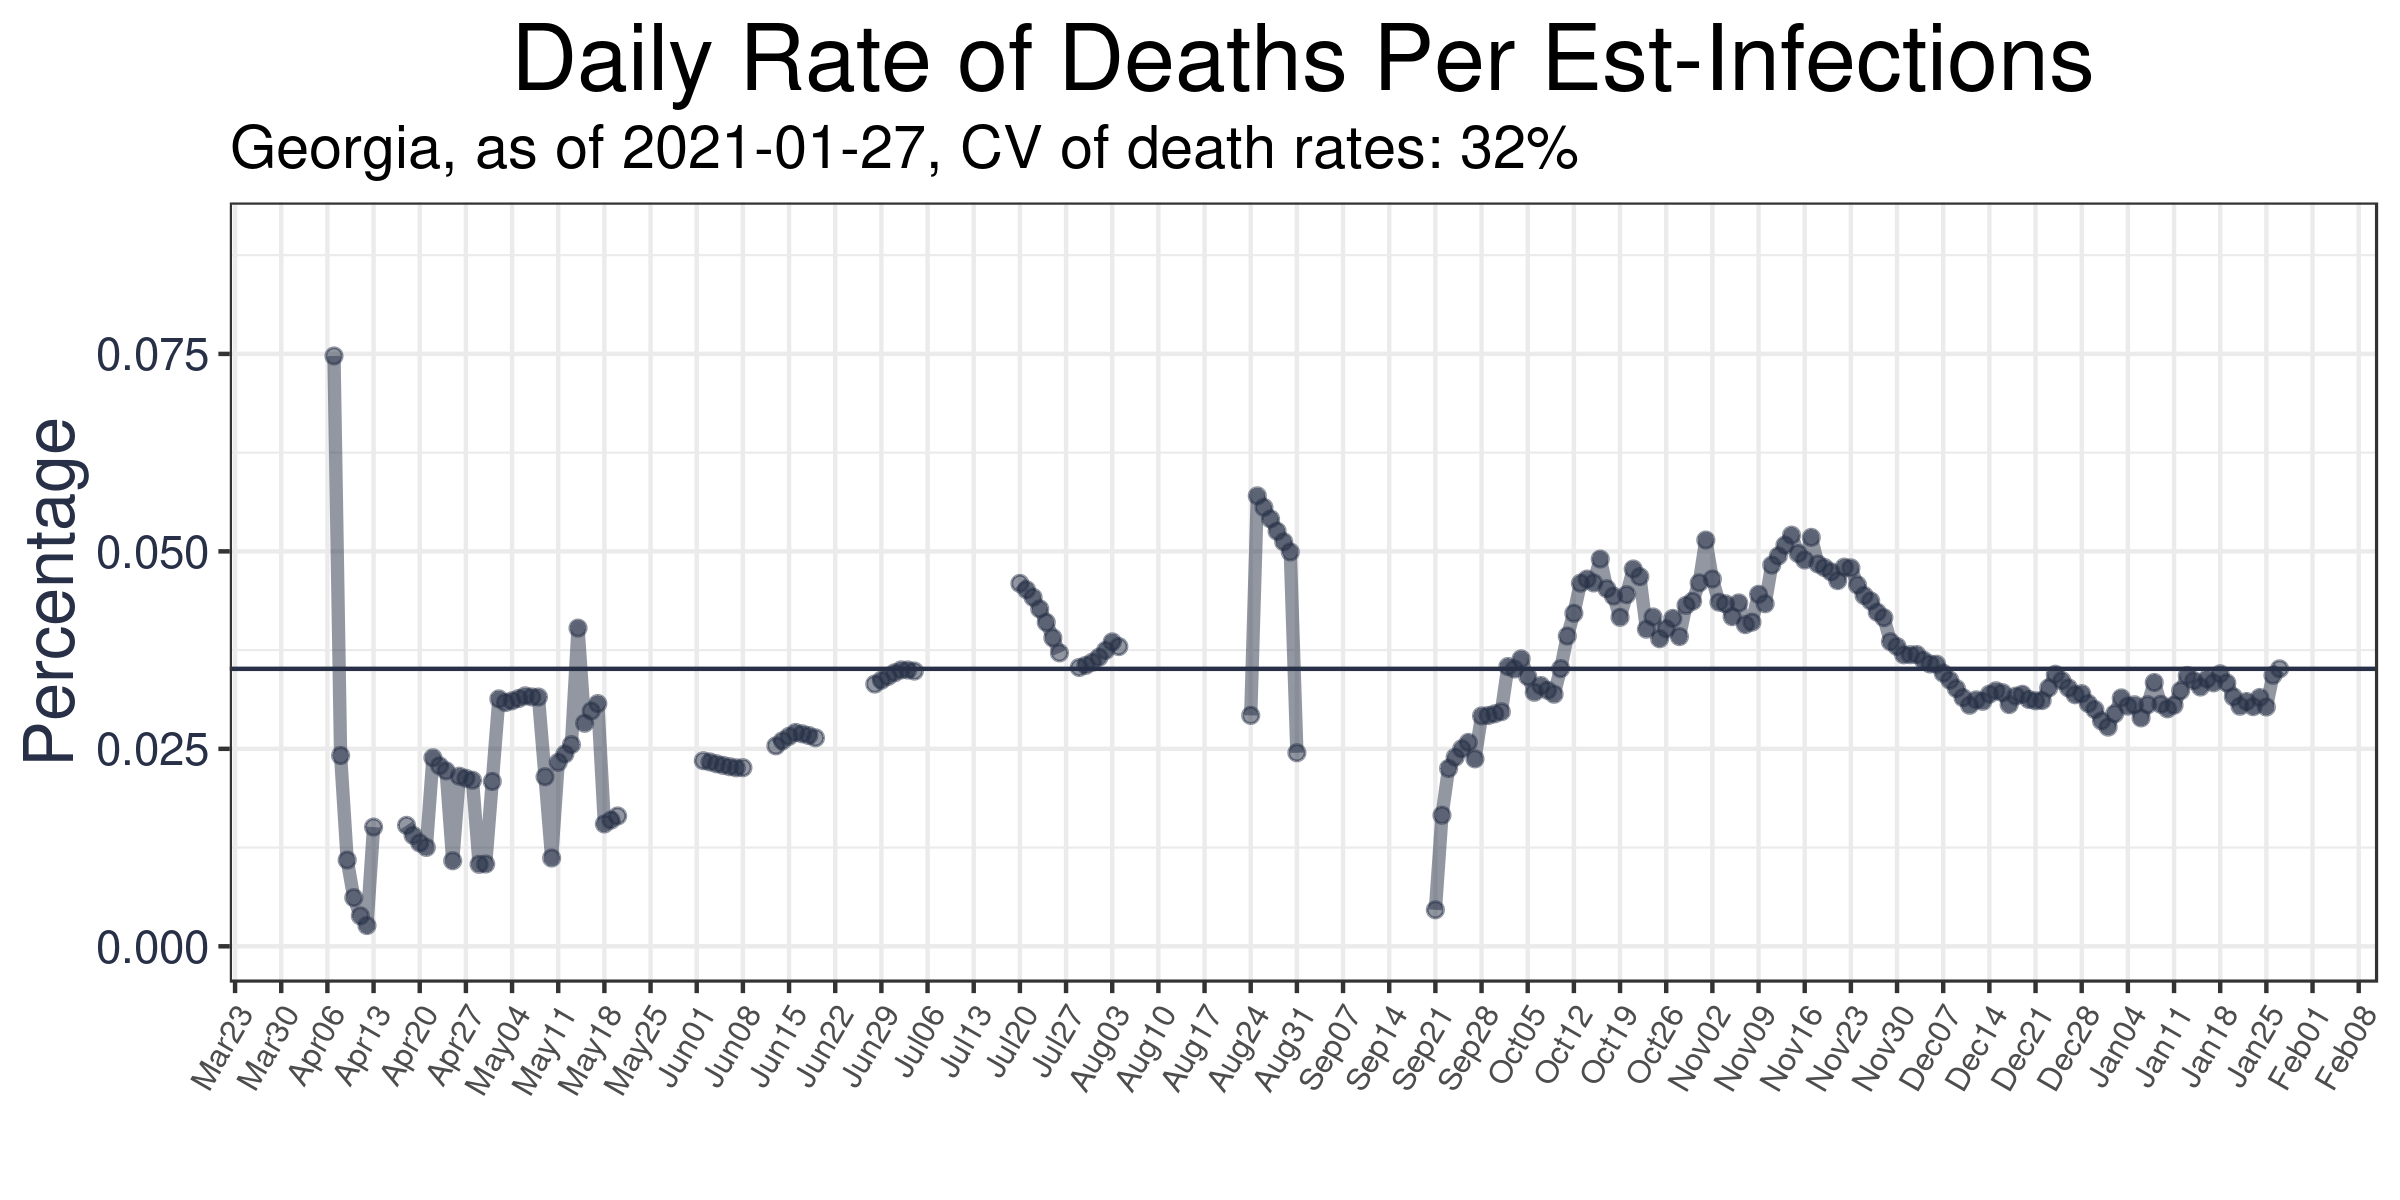 Daily Rate of Deaths Per Est-Infections
Georgia, as of 2021-01-27, CV of death rates: 32%
Percentage
0.075
0.050
0.025
0.000
Mar23
Mar30
Apr06
Apr13
Apr20
Apr27
May04
May11
May18
May25
Jun01
Jun08
Jun15
Jun22
Jun29
Jul06
Jul13
Jul20
Jul27
Aug03
Aug10
Aug17
Aug24
Aug31
Sep07
Sep14
Sep21
Sep28
Oct05
Oct12
Oct19
Oct26
Nov02
Nov09
Nov16
Nov23
Nov30
Dec07
Dec14
Dec21
Dec28
Jan04
Jan11
Jan18
Jan25
Feb01
Feb08